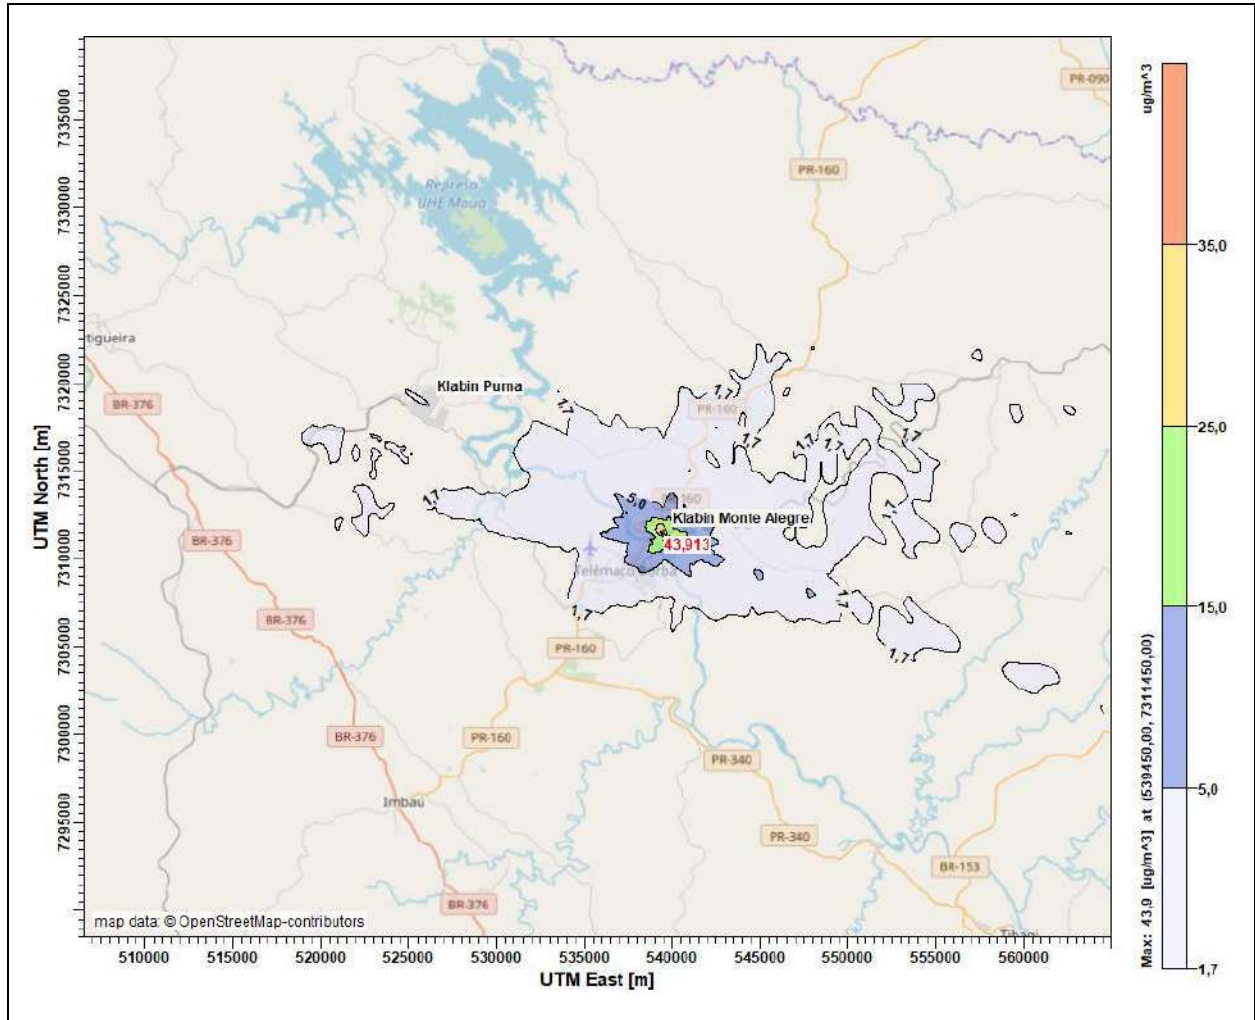 PR-090
ug/m^3
7335000
PR-160
Represa
UHE Maua
7330000
35,0
7325000
tigueira
7320000
Klabin Puma
1,7
BR-376
1,7
PR-160
1,7
1,7
1,7
1,7
25,0
7315000
1,7
5,0
1,7
UTM North [m]
Klabin Monte Alegre
BR-376
43,913
7310000
15,0
1,7
1,7
BR-376
PR-160
7305000
1,7
BR-376
PR-160
7300000
PR-340
5,0
Imbaú
7295000
PR-340
BR-153
BR-376
map data: © OpenStreetMap-contributors
Tibagi
Max: 43,9 [ug/m^3] at (539450,00, 7311450,00)
1,7
510000 515000 520000 525000 530000 535000 540000 545000 550000 555000 560000
UTM East [m]